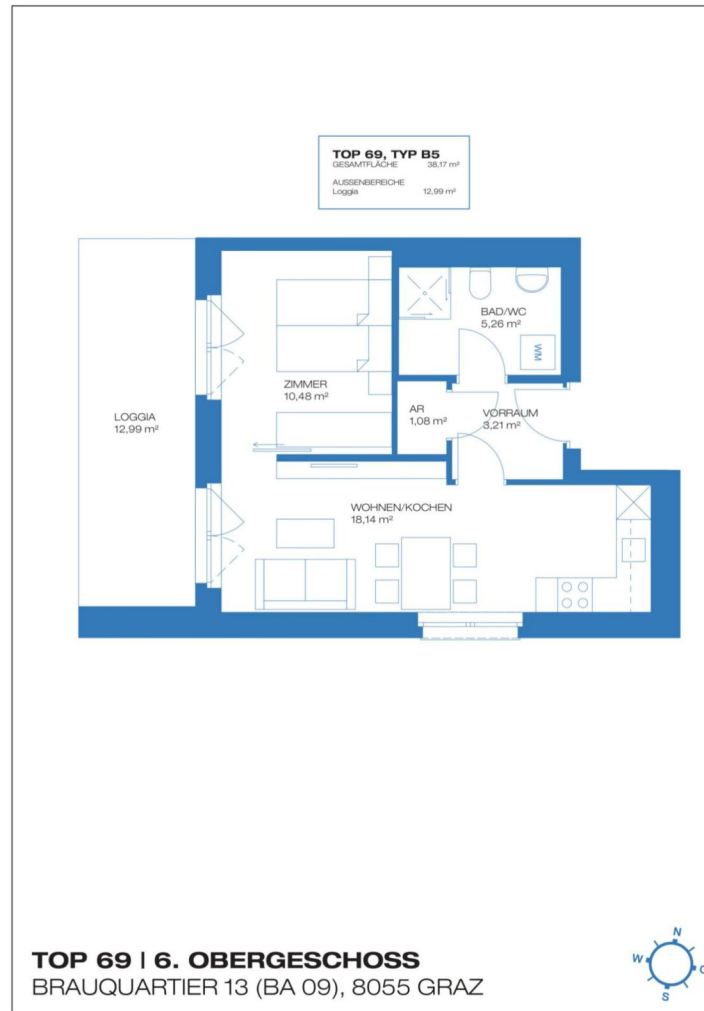 TOP 69, TYP B5
GESAMTFLÄCHE 38,17 m²
AUSSENBEREICHE
Loggia 12,99 m²
BAD/WC
5,26 m²
WM
ZIMMER
10,48 m²
AR
1,08 m²
VORRAUM
3,21 m²
LOGGIA
12,99 m²
WOHNEN/KOCHEN
18,14 m²
TOP 69 | 6. OBERGESCHOSS
BRAUQUARTIER 13 (BA 09), 8055 GRAZ
N
W
O
S